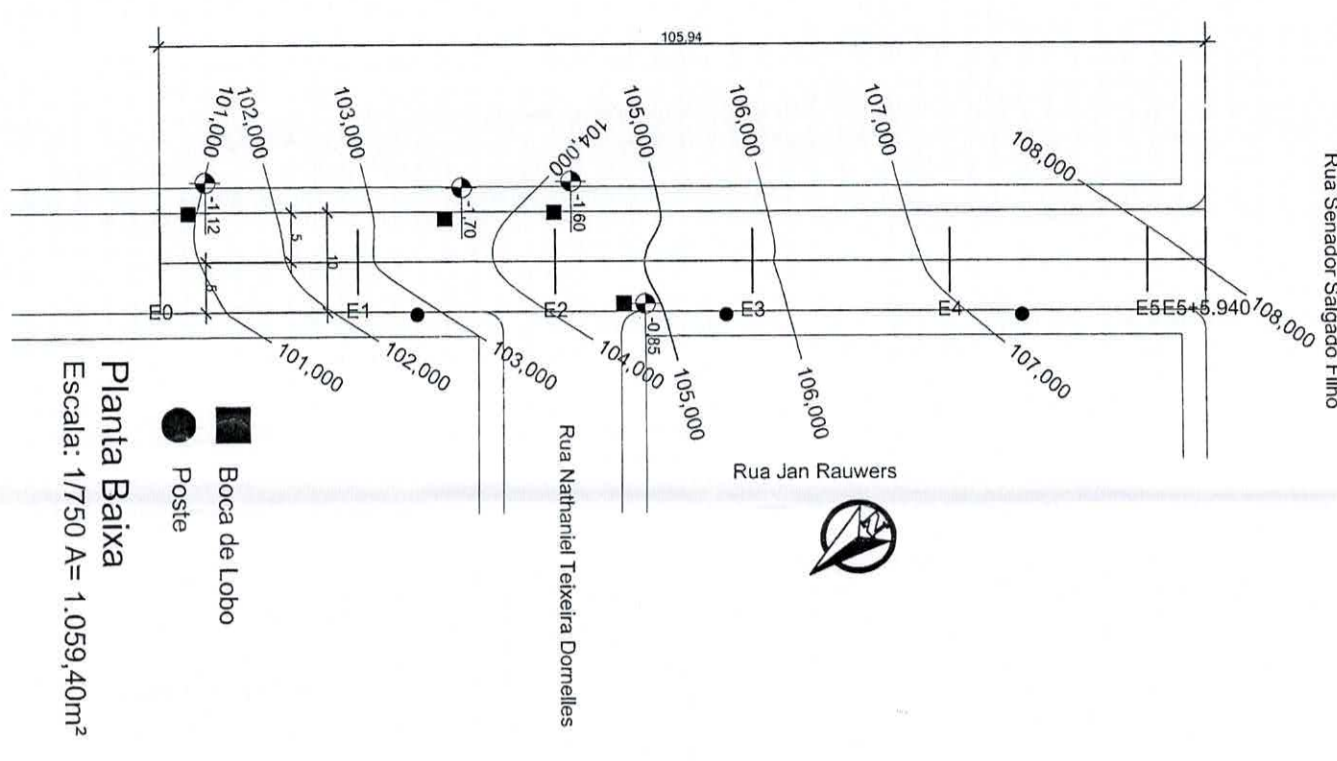 105.94
101,000
102,000
103,000
104,000
105,000
106,000
107,000
108,000
Rua Senador Salgado Filho
-1,12
-1,70
-1,60
5
10
5
E0
E1
E2
E3
E4
E5
E5+5.940
-0,85
101,000
102,000
103,000
104,000
105,000
106,000
107,000
108,000
Rua Jan Rauwers
Rua Nathaniel Teixeira Dornelles
N
Boca de Lobo
Poste
Planta Baixa
Escala: 1/750 A= 1.059,40m²